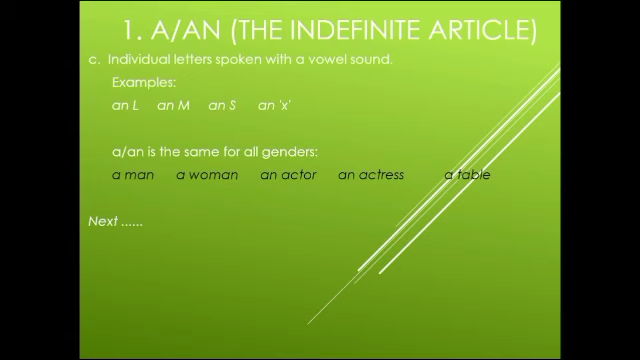 1. A/AN (THE INDEFINITE ARTICLE)
c. Individual letters spoken with a vowel sound.
Examples:
an L an M an S an 'x'
a/an is the same for all genders:
a man a woman an actor an actress a table
Next ......